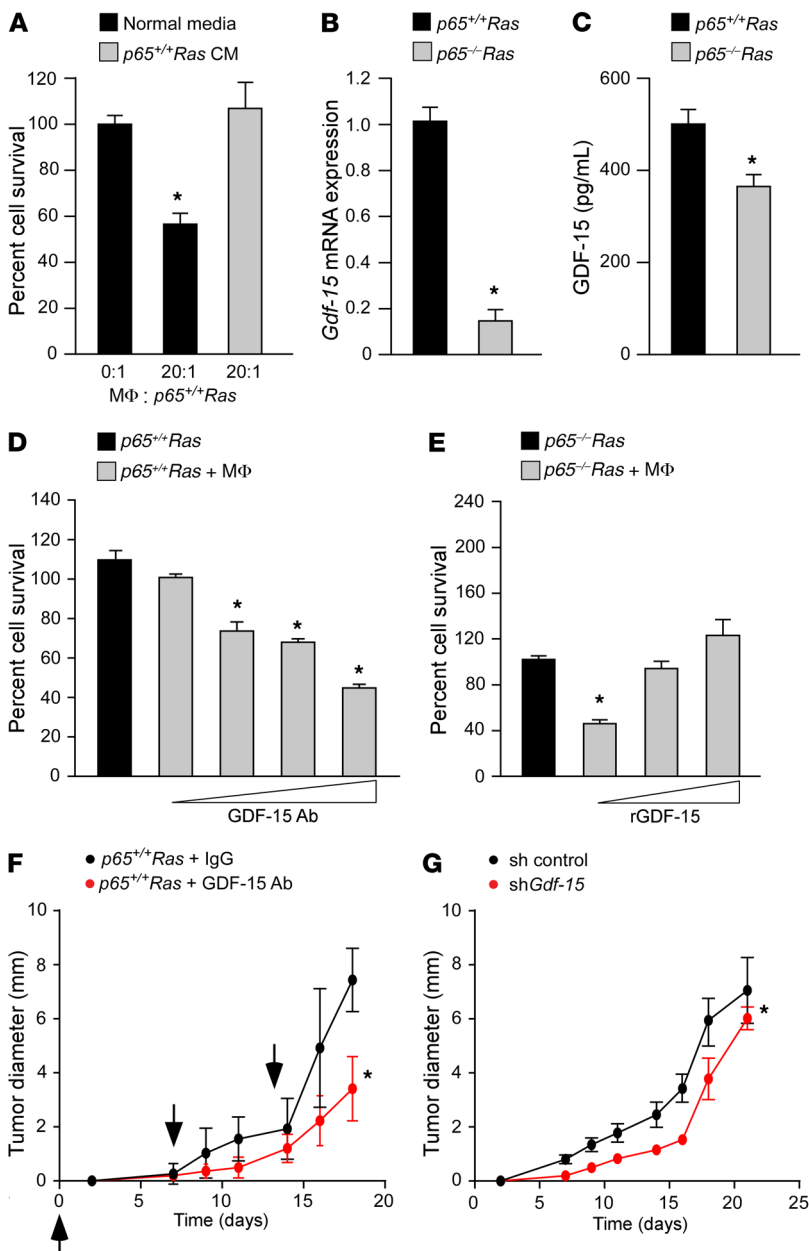 A
Normal media
p65+/+Ras CM
Percent cell survival
120
100
80
60
40
20
0
*
0:1 20:1 20:1
MΦ : p65+/+Ras
B
p65+/+Ras
p65–/–Ras
Gdf-15 mRNA expression
1.2
1.0
0.8
0.6
0.4
0.2
0
*
C
p65+/+Ras
p65–/–Ras
GDF-15 (pg/mL)
600
400
200
0
*
D
p65+/+Ras
p65+/+Ras + MΦ
Percent cell survival
140
120
100
80
60
40
20
0
*
*
*
GDF-15 Ab
E
p65–/–Ras
p65–/–Ras + MΦ
Percent cell survival
240
200
160
120
80
40
0
*
rGDF-15
F
p65+/+Ras + IgG
p65+/+Ras + GDF-15 Ab
Tumor diameter (mm)
10
8
6
4
2
0
*
0 5 10 15 20
Time (days)
G
sh control
shGdf-15
Tumor diameter (mm)
10
8
6
4
2
0
*
0 5 10 15 20 25
Time (days)